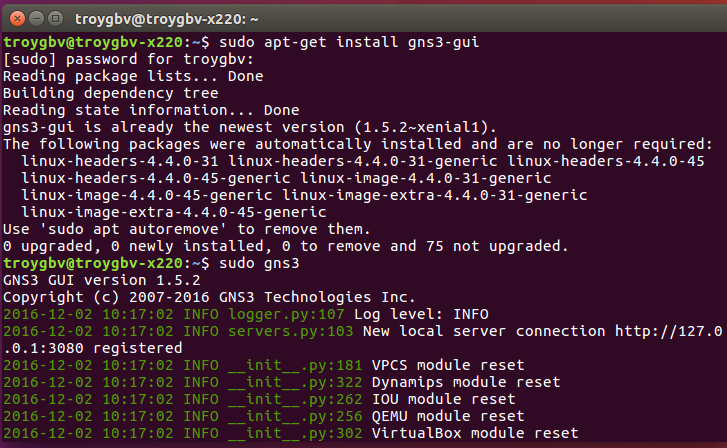 troygbv@troygbv-x220: ~
troygbv@troygbv-x220:~$ sudo apt-get install gns3-gui
[sudo] password for troygbv:
Reading package lists... Done
Building dependency tree
Reading state information... Done
gns3-gui is already the newest version (1.5.2~xenial1).
The following packages were automatically installed and are no longer required:
  linux-headers-4.4.0-31 linux-headers-4.4.0-31-generic linux-headers-4.4.0-45
  linux-headers-4.4.0-45-generic linux-image-4.4.0-31-generic
  linux-image-4.4.0-45-generic linux-image-extra-4.4.0-31-generic
  linux-image-extra-4.4.0-45-generic
Use 'sudo apt autoremove' to remove them.
0 upgraded, 0 newly installed, 0 to remove and 75 not upgraded.
troygbv@troygbv-x220:~$ sudo gns3
GNS3 GUI version 1.5.2
Copyright (c) 2007-2016 GNS3 Technologies Inc.
2016-12-02 10:17:02 INFO logger.py:107 Log level: INFO
2016-12-02 10:17:02 INFO servers.py:103 New local server connection http://127.0
.0.1:3080 registered
2016-12-02 10:17:02 INFO __init__.py:181 VPCS module reset
2016-12-02 10:17:02 INFO __init__.py:322 Dynamips module reset
2016-12-02 10:17:02 INFO __init__.py:262 IOU module reset
2016-12-02 10:17:02 INFO __init__.py:256 QEMU module reset
2016-12-02 10:17:02 INFO __init__.py:302 VirtualBox module reset